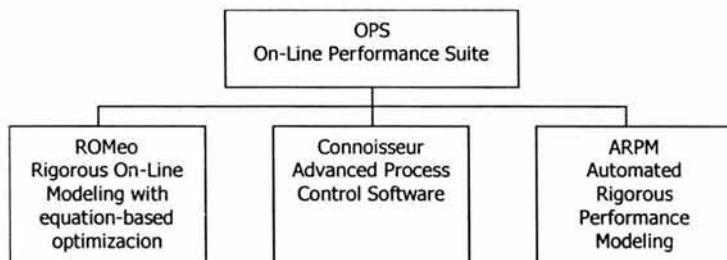 OPS
On-Line Performance Suite
ROMeo
Rigorous On-Line
Modeling with
equation-based
optimizacion
Connoisseur
Advanced Process
Control Software
ARPM
Automated
Rigorous
Performance
Modeling